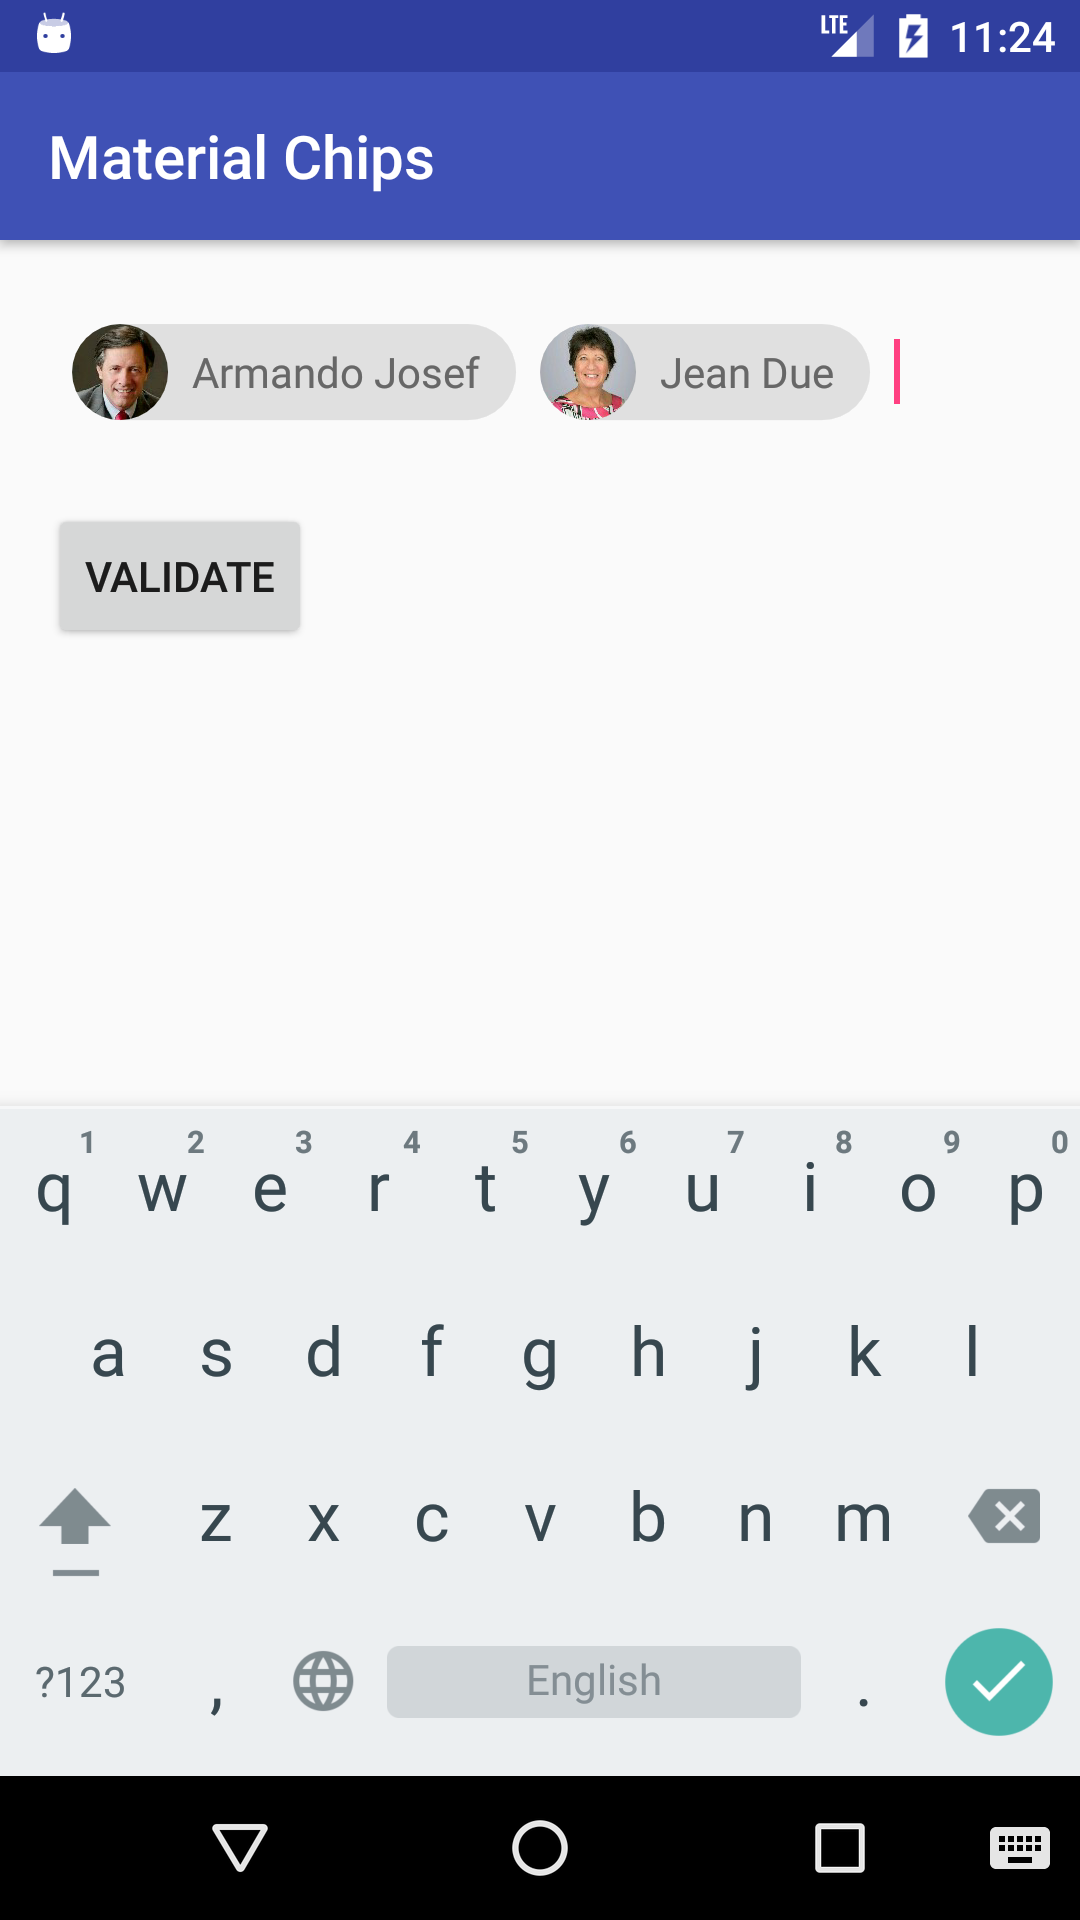 LTE 11:24
Material Chips
Armando Josef Jean Due
VALIDATE
1 2 3 4 5 6 7 8 9 0
q w e r t y u i o p
a s d f g h j k l
z x c v b n m
?123 , English .